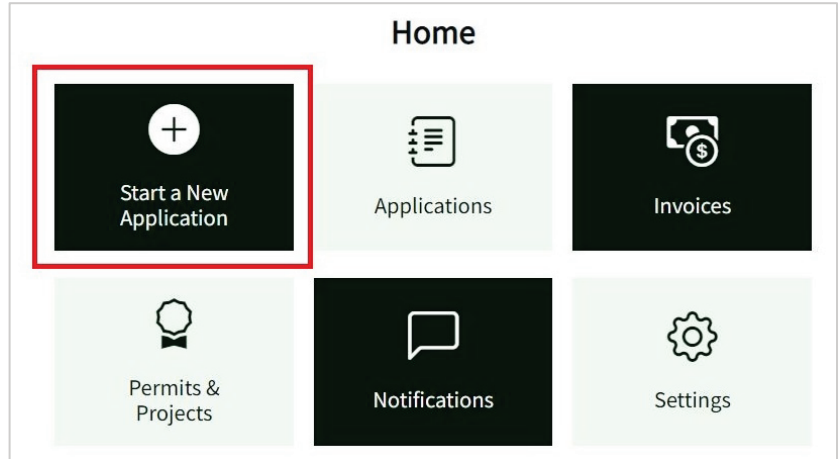 Home
Start a New
Application
Applications
Invoices
Permits &
Projects
Notifications
Settings